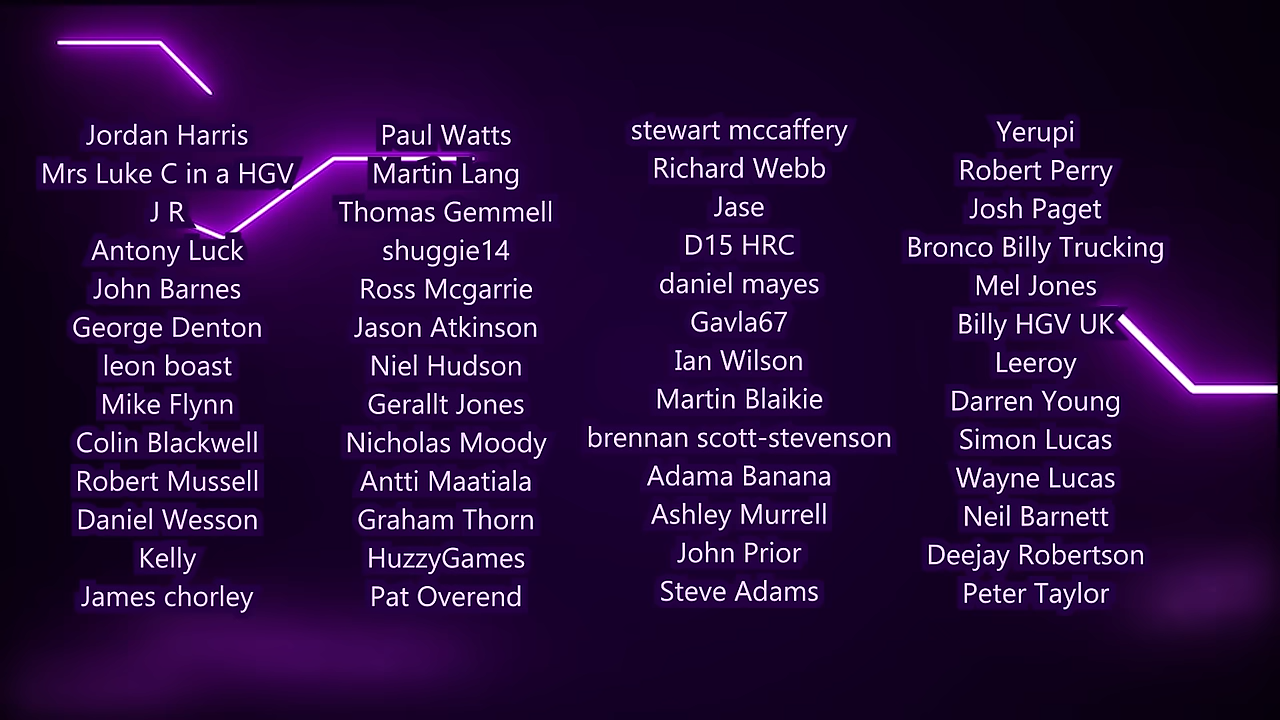 Jordan Harris
Mrs Luke C in a HGV
J R
Antony Luck
John Barnes
George Denton
leon boast
Mike Flynn
Colin Blackwell
Robert Mussell
Daniel Wesson
Kelly
James chorley
Paul Watts
Martin Lang
Thomas Gemmell
shuggie14
Ross Mcgarrie
Jason Atkinson
Niel Hudson
Gerallt Jones
Nicholas Moody
Antti Maatiala
Graham Thorn
HuzzyGames
Pat Overend
stewart mccaffery
Richard Webb
Jase
D15 HRC
daniel mayes
Gavla67
Ian Wilson
Martin Blaikie
brennan scott-stevenson
Adama Banana
Ashley Murrell
John Prior
Steve Adams
Yerupi
Robert Perry
Josh Paget
Bronco Billy Trucking
Mel Jones
Billy HGV UK
Leeroy
Darren Young
Simon Lucas
Wayne Lucas
Neil Barnett
Deejay Robertson
Peter Taylor